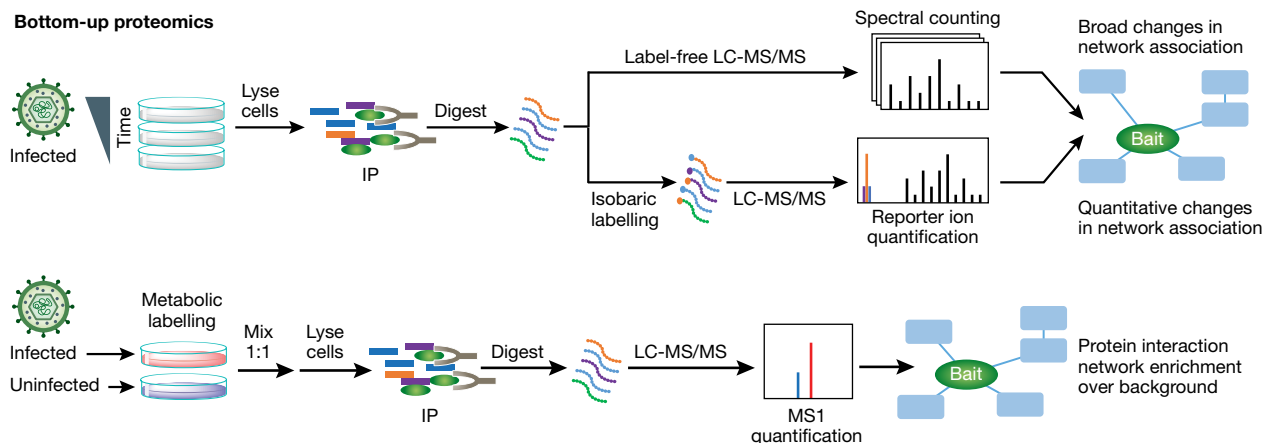 Bottom-up proteomics
Infected
Time
Lyse
cells
IP
Digest
Label-free LC-MS/MS
Spectral counting
Isobaric
labelling
LC-MS/MS
Reporter ion
quantification
Broad changes in
network association
Bait
Quantitative changes
in network association
Infected
Uninfected
Metabolic
labelling
Mix
1:1
Lyse
cells
IP
Digest
LC-MS/MS
MS1
quantification
Bait
Protein interaction
network enrichment
over background